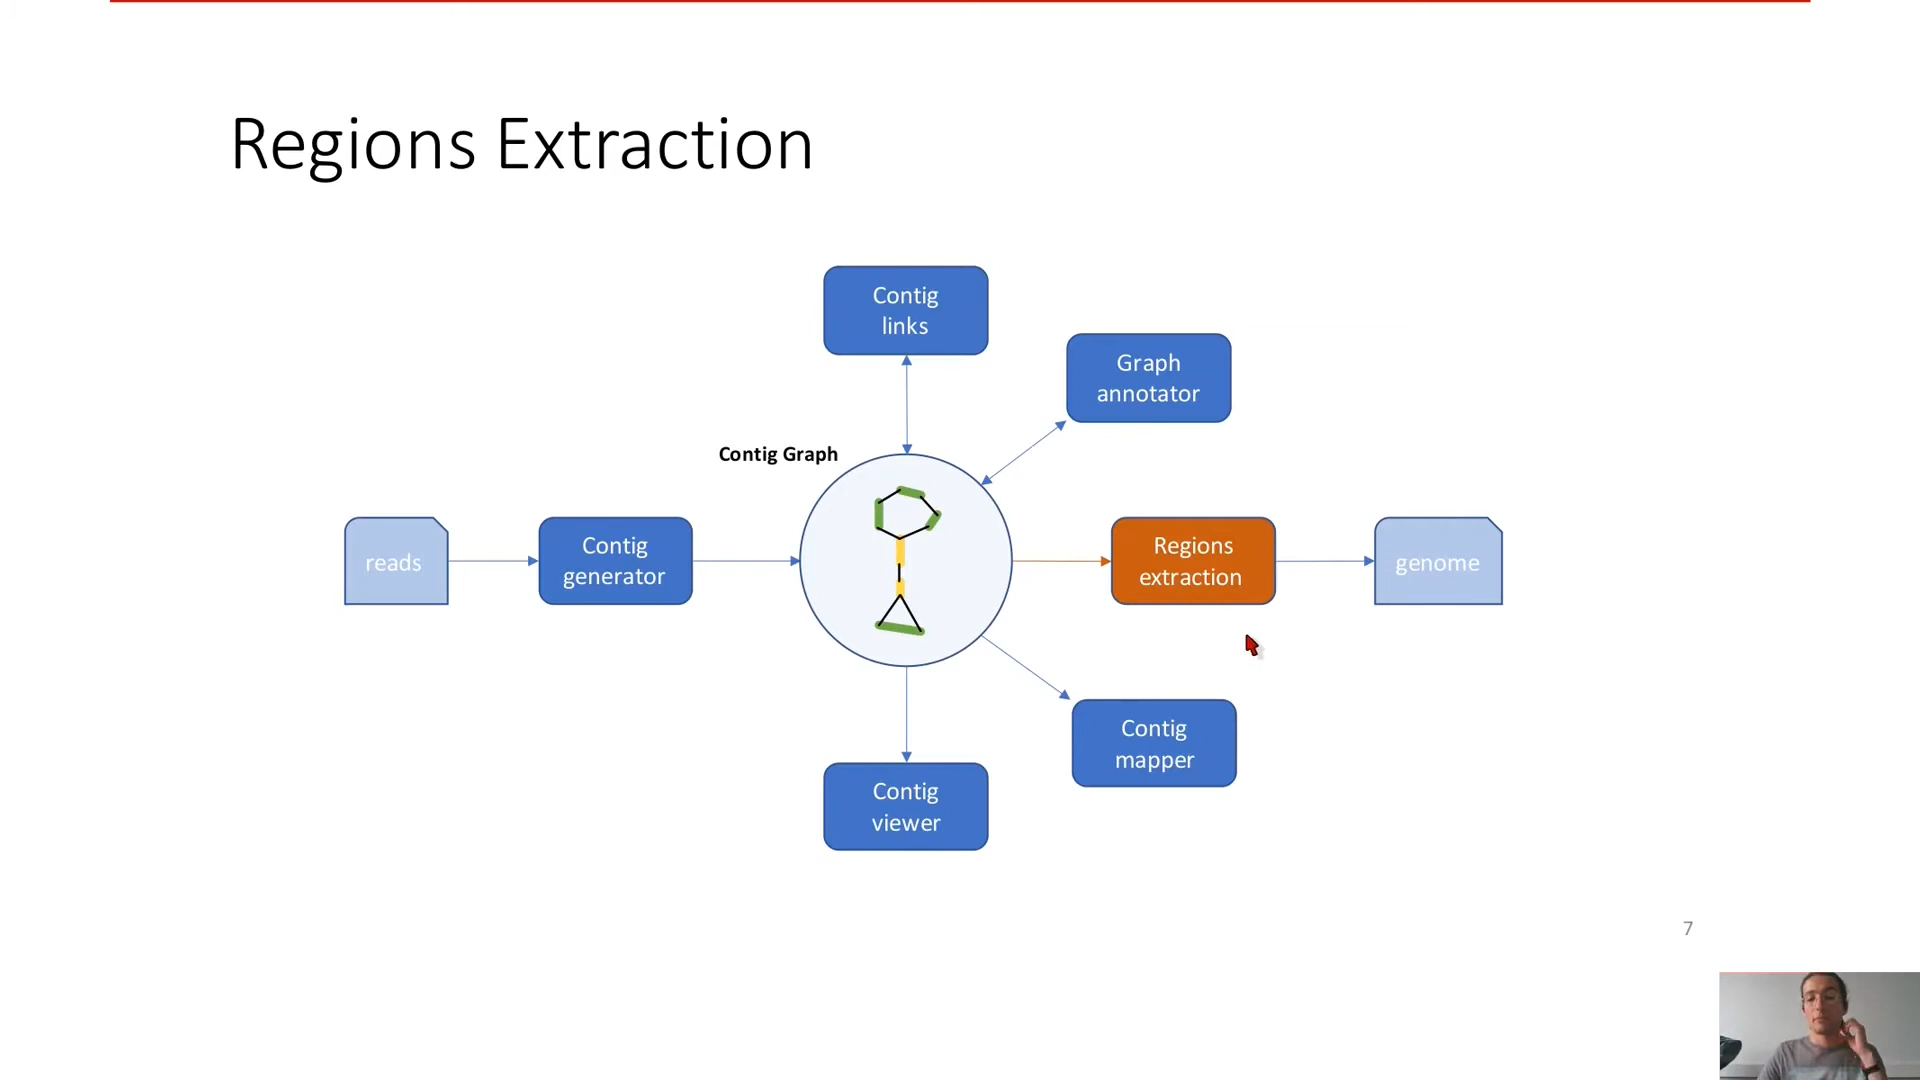 Regions Extraction
Contig
links
Graph
annotator
Contig Graph
reads
Contig
generator
Regions
extraction
genome
Contig
mapper
Contig
viewer
7